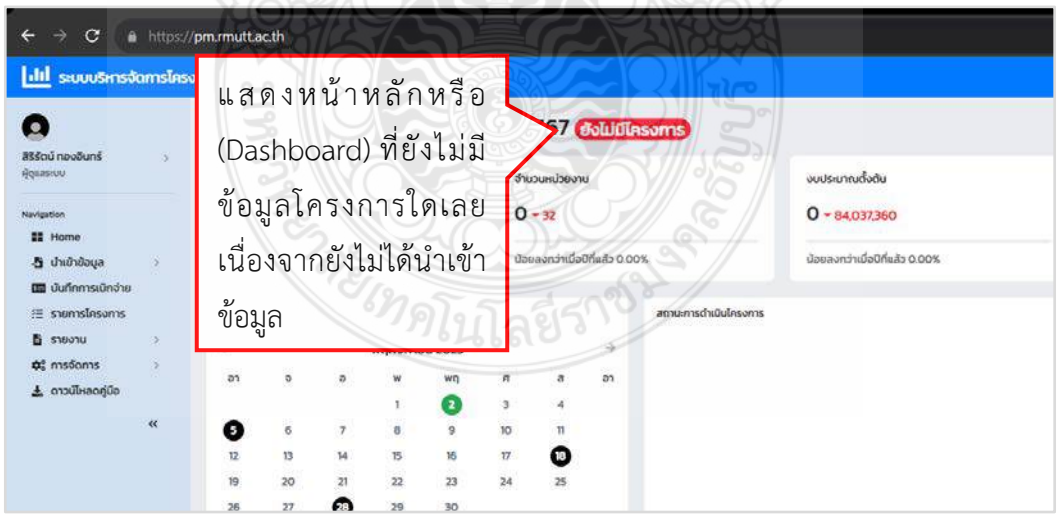 https://pm.rmutt.ac.th
ระบบบริหารจัดการโครง
แสดงหน้าหลักหรือ
(Dashboard) ที่ยังไม่มี
ข้อมูลโครงการใดเลย
เนื่องจากยังไม่ได้นำเข้า
ข้อมูล
67 ยังไม่มีโครงการ
สิริรัตน์ ทองอินทร์
ผู้ดูแลระบบ
Navigation
Home
นำเข้าข้อมูล
บันทึกการเบิกจ่าย
รายการโครงการ
รายงาน
การจัดการ
ดาวน์โหลดคู่มือ
จำนวนหน่วยงาน
0 - 32
น้อยลงกว่าเมื่อปีที่แล้ว 0.00%
งบประมาณตั้งต้น
0 - 84,037,360
น้อยลงกว่าเมื่อปีที่แล้ว 0.00%
สถานะการดำเนินโครงการ
อา จ อ พ พฤ ศ ส อา
1 2 3 4
5 6 7 8 9 10 11
12 13 14 15 16 17 18
19 20 21 22 23 24 25
26 27 28 29 30